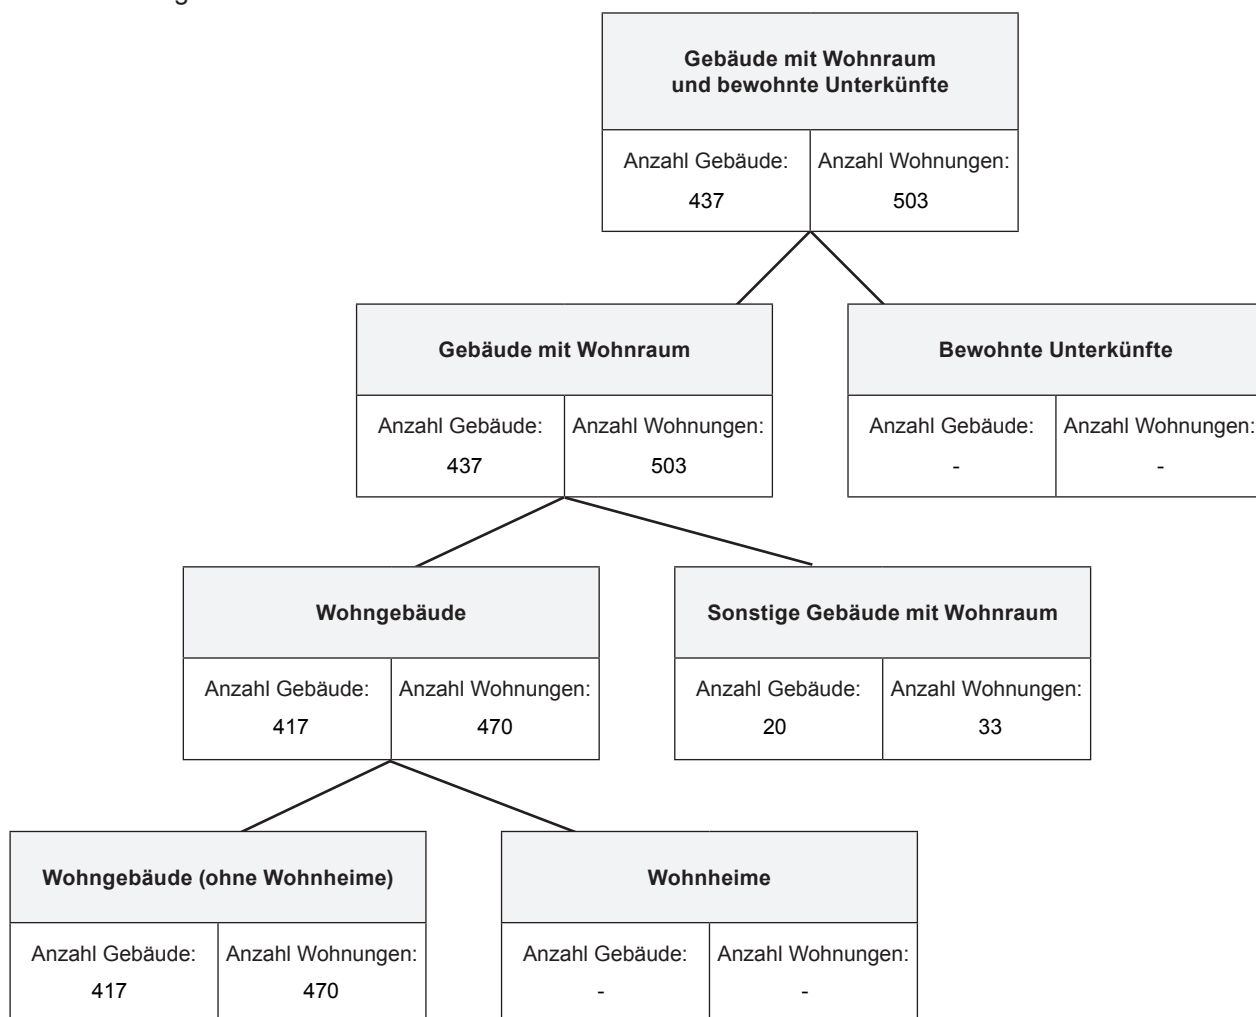 Gebäude mit Wohnraum
und bewohnte Unterkünfte
Anzahl Gebäude: Anzahl Wohnungen:
437 503
Gebäude mit Wohnraum
Anzahl Gebäude: Anzahl Wohnungen:
437 503
Bewohnte Unterkünfte
Anzahl Gebäude: Anzahl Wohnungen:
- -
Wohngebäude
Anzahl Gebäude: Anzahl Wohnungen:
417 470
Sonstige Gebäude mit Wohnraum
Anzahl Gebäude: Anzahl Wohnungen:
20 33
Wohngebäude (ohne Wohnheime)
Anzahl Gebäude: Anzahl Wohnungen:
417 470
Wohnheime
Anzahl Gebäude: Anzahl Wohnungen:
- -